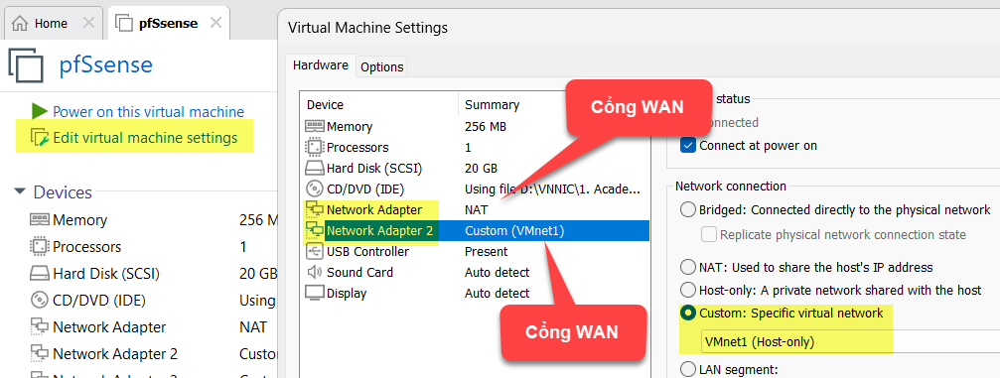 Home
pfSsense
pfSsense
Power on this virtual machine
Edit virtual machine settings
Devices
Memory 256 M
Processors 1
Hard Disk (SCSI) 20 GB
CD/DVD (IDE) Using
Network Adapter NAT
Network Adapter 2 Custo
Virtual Machine Settings
Hardware Options
Device Summary
Memory 256 MB
Processors 1
Hard Disk (SCSI) 20 GB
CD/DVD (IDE) Using file D:\VNNIC\1. Acade...
Network Adapter NAT
Network Adapter 2 Custom (VMnet1)
USB Controller Present
Sound Card Auto detect
Display Auto detect
Cổng WAN
Cổng WAN
status
onnected
Connect at power on
Network connection
Bridged: Connected directly to the physical network
Replicate physical network connection state
NAT: Used to share the host's IP address
Host-only: A private network shared with the host
Custom: Specific virtual network
VMnet1 (Host-only)
LAN segment: